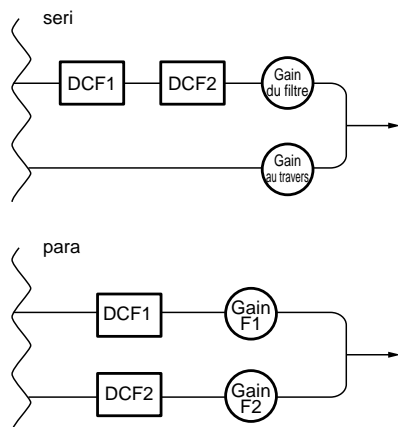 seri
DCF1
DCF2
Gain
du filtre
Gain
au travers
para
DCF1
Gain
F1
DCF2
Gain
F2